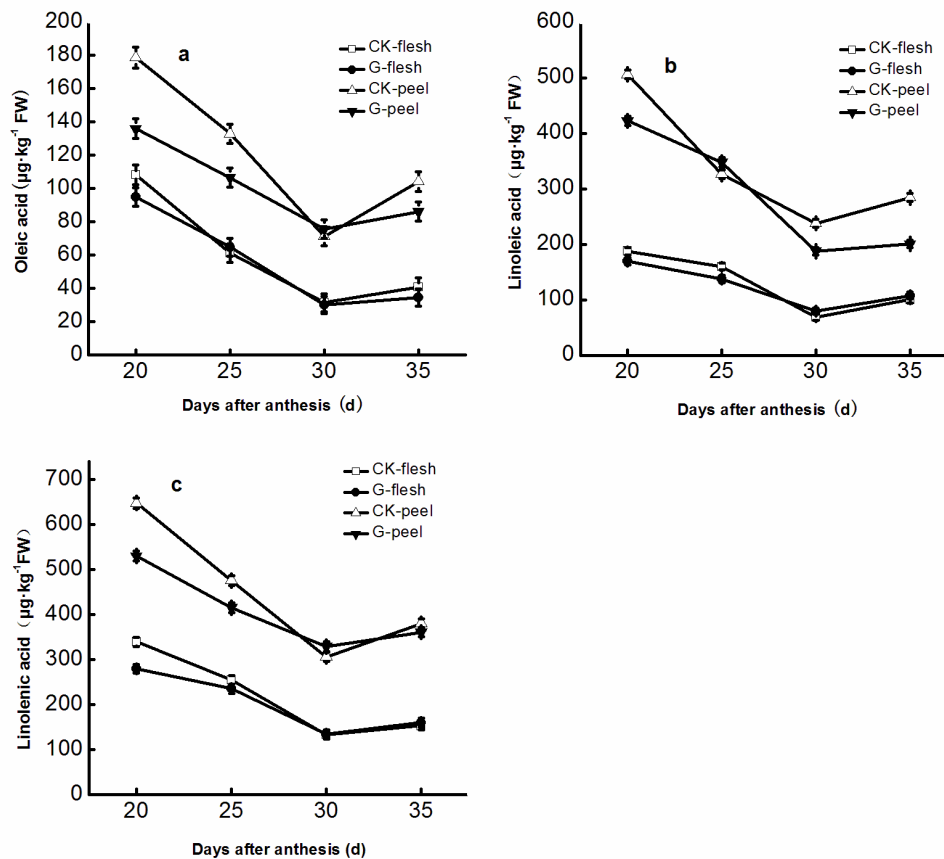 Oleic acid (µg·kg⁻¹ FW)
200
180
160
140
120
100
80
60
40
20
0
a
CK-flesh
G-flesh
CK-peel
G-peel
20 25 30 35
Days after anthesis (d)
Linoleic acid (µg·kg⁻¹ FW)
600
500
400
300
200
100
0
b
CK-flesh
G-flesh
CK-peel
G-peel
20 25 30 35
Days after anthesis (d)
Linolenic acid (µg·kg⁻¹FW)
700
600
500
400
300
200
100
0
c
CK-flesh
G-flesh
CK-peel
G-peel
20 25 30 35
Days after anthesis (d)